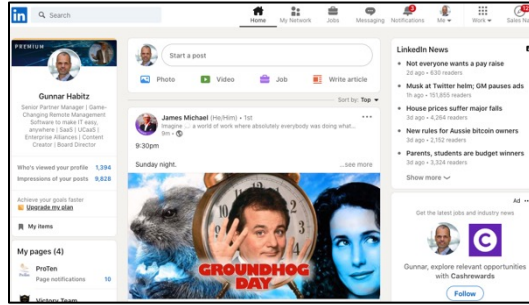 in
Search
Home
My Network
Jobs
Messaging
Notifications
Me
Work
Sales Na
PREMIUM
Gunnar Habitz
Senior Partner Manager | Game-
Changing Remote Management
Software to make IT easy,
anywhere | SaaS | UCaaS |
Enterprise Alliances | Content
Creator | Board Director
Who's viewed your profile 1,394
Impressions of your posts 9,828
Achieve your goals faster
Upgrade my plan
My items
My pages (4)
ProTen
Page notifications 10
Victory Team
Start a post
Photo
Video
Job
Write article
Sort by: Top
James Michael (He/Him) • 1st
Imagine ... a world of work where absolutely everybody was doing what...
9m •
9:30pm
Sunday night.
...see more
GROUNDHOG
DAY
LinkedIn News
Not everyone wants a pay raise
2d ago • 630 readers
Musk at Twitter helm; GM pauses ads
1h ago • 151,955 readers
House prices suffer major falls
3d ago • 4,264 readers
New rules for Aussie bitcoin owners
3d ago • 2,152 readers
Parents, students are budget winners
3d ago • 3,324 readers
Show more
Ad ...
Get the latest jobs and industry news
Gunnar, explore relevant opportunities
with Cashrewards
Follow